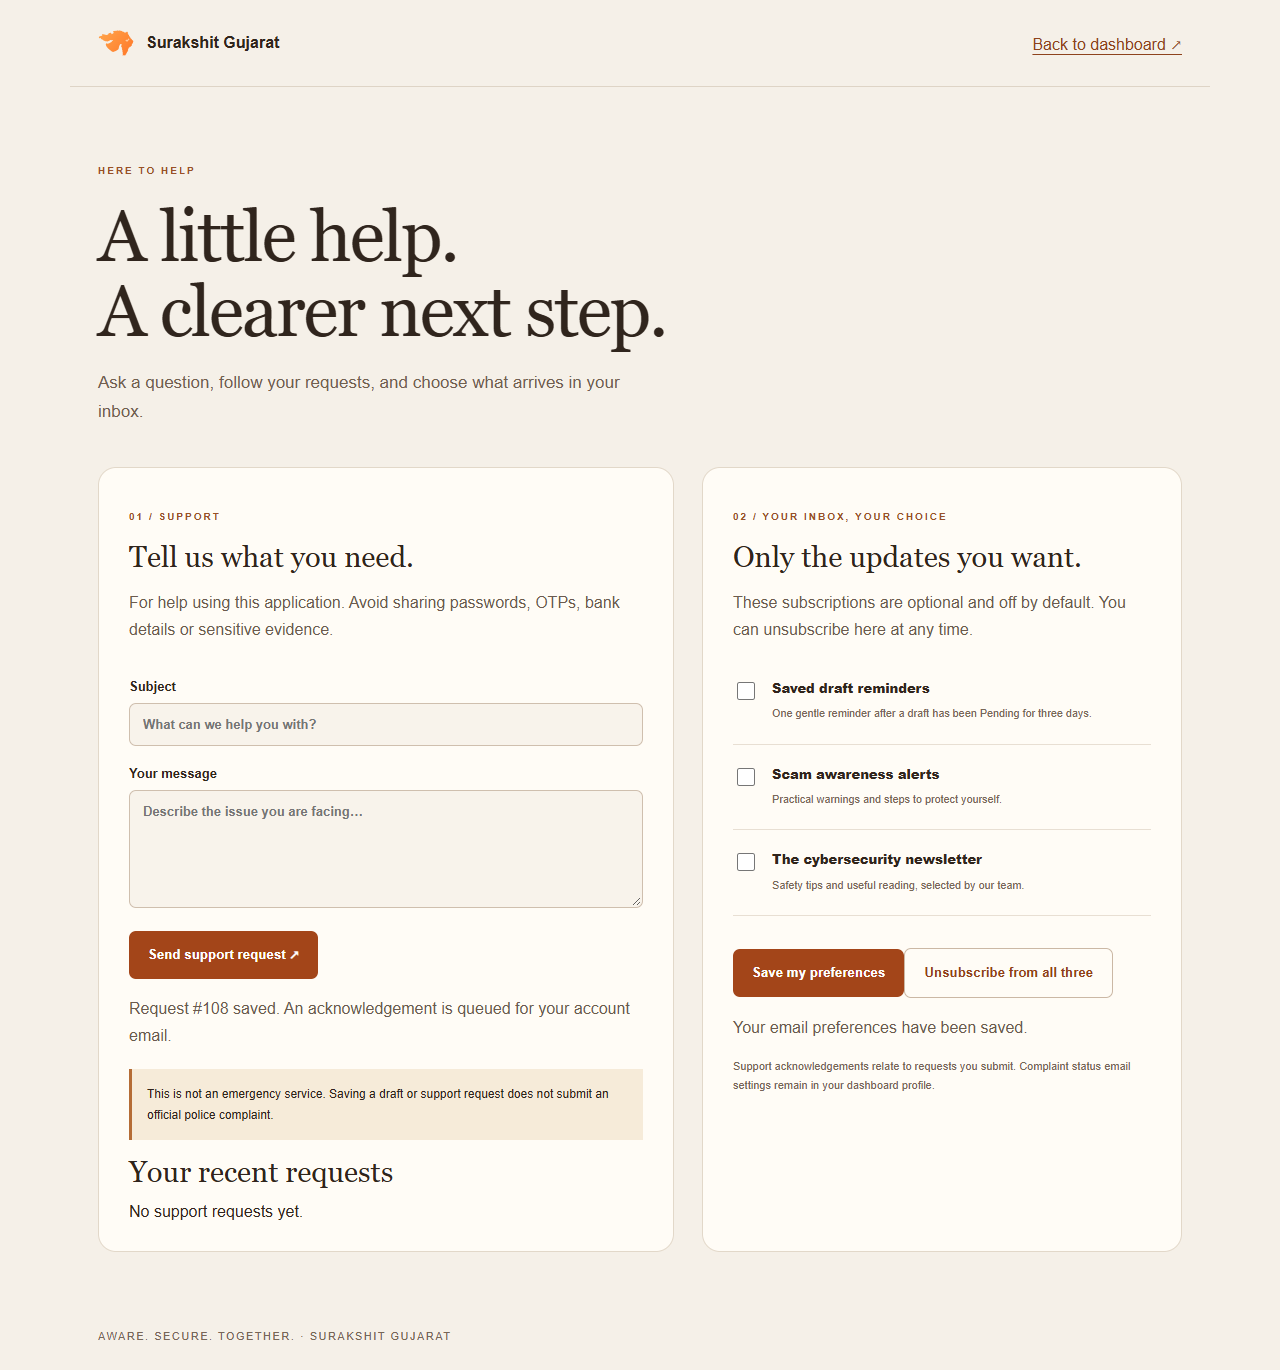 Surakshit Gujarat
Back to dashboard ↗
HERE TO HELP
A little help.
A clearer next step.
Ask a question, follow your requests, and choose what arrives in your
inbox.
01 / SUPPORT
Tell us what you need.
For help using this application. Avoid sharing passwords, OTPs, bank
details or sensitive evidence.
Subject
What can we help you with?
Your message
Describe the issue you are facing...
Send support request ↗
Request #108 saved. An acknowledgement is queued for your account
email.
This is not an emergency service. Saving a draft or support request does not submit an
official police complaint.
Your recent requests
No support requests yet.
02 / YOUR INBOX, YOUR CHOICE
Only the updates you want.
These subscriptions are optional and off by default. You
can unsubscribe here at any time.
Saved draft reminders
One gentle reminder after a draft has been Pending for three days.
Scam awareness alerts
Practical warnings and steps to protect yourself.
The cybersecurity newsletter
Safety tips and useful reading, selected by our team.
Save my preferences
Unsubscribe from all three
Your email preferences have been saved.
Support acknowledgements relate to requests you submit. Complaint status email
settings remain in your dashboard profile.
AWARE. SECURE. TOGETHER. · SURAKSHIT GUJARAT